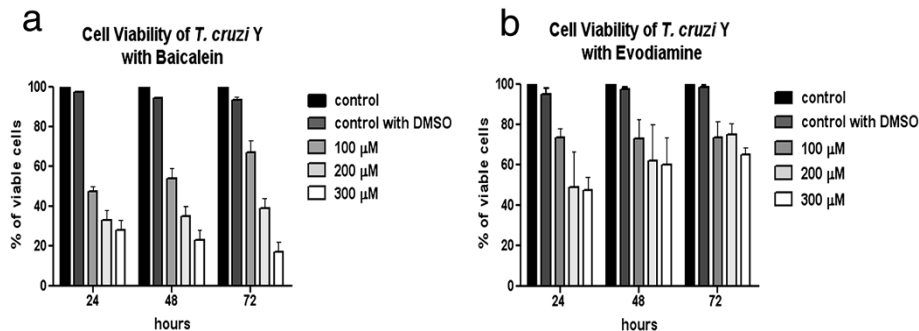 a
Cell Viability of T. cruzi Y
with Baicalein
% of viable cells
100
80
60
40
20
0
24
48
72
hours
control
control with DMSO
100 µM
200 µM
300 µM
b
Cell Viability of T. cruzi Y
with Evodiamine
% of viable cells
100
80
60
40
20
0
24
48
72
hours
control
control with DMSO
100 µM
200 µM
300 µM